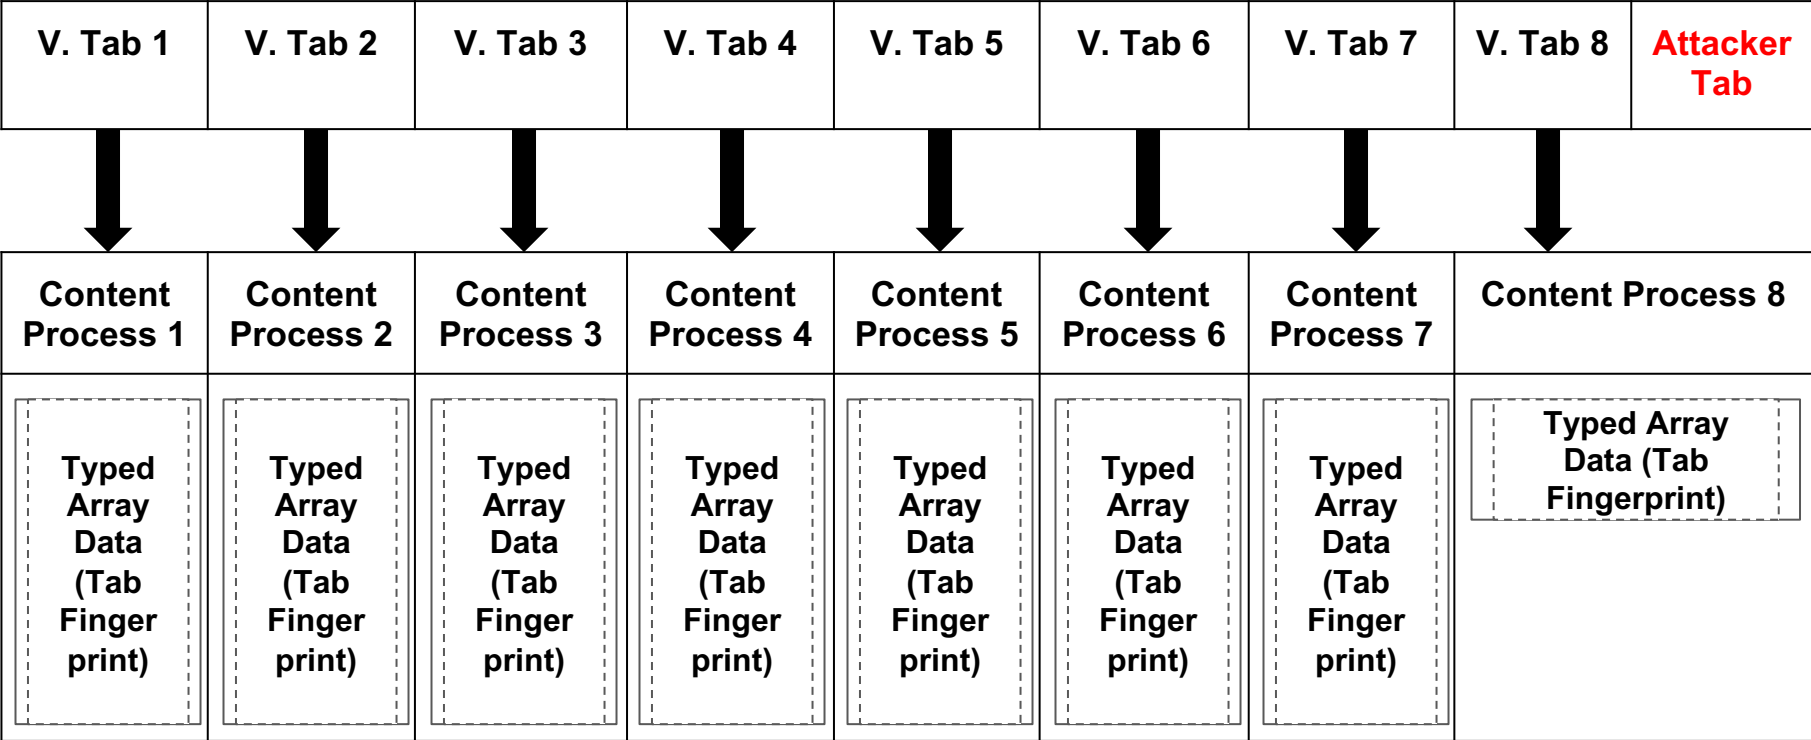 V. Tab 1
V. Tab 2
V. Tab 3
V. Tab 4
V. Tab 5
V. Tab 6
V. Tab 7
V. Tab 8
Attacker
Tab
Content
Process 1
Content
Process 2
Content
Process 3
Content
Process 4
Content
Process 5
Content
Process 6
Content
Process 7
Content Process 8
Typed
Array
Data
(Tab
Finger
print)
Typed
Array
Data
(Tab
Finger
print)
Typed
Array
Data
(Tab
Finger
print)
Typed
Array
Data
(Tab
Finger
print)
Typed
Array
Data
(Tab
Finger
print)
Typed
Array
Data
(Tab
Finger
print)
Typed
Array
Data
(Tab
Finger
print)
Typed Array
Data (Tab
Fingerprint)